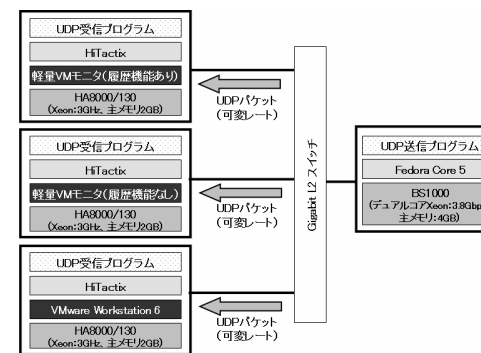 UDP受信プログラム
HiTactix
軽量VMモニタ(履歴機能あり)
HA8000/130
(Xeon:3GHz、主メモリ2GB)
UDPパケット
(可変レート)
UDP受信プログラム
HiTactix
軽量VMモニタ(履歴機能なし)
HA8000/130
(Xeon:3GHz、主メモリ2GB)
UDPパケット
(可変レート)
UDP受信プログラム
HiTactix
VMware Workstation 6
HA8000/130
(Xeon:3GHz、主メモリ2GB)
UDPパケット
(可変レート)
Gigabit L2 スイッチ
UDP送信プログラム
Fedora Core 5
BS1000
(デュアルコアXeon:3.8Gbp
主メモリ:4GB)